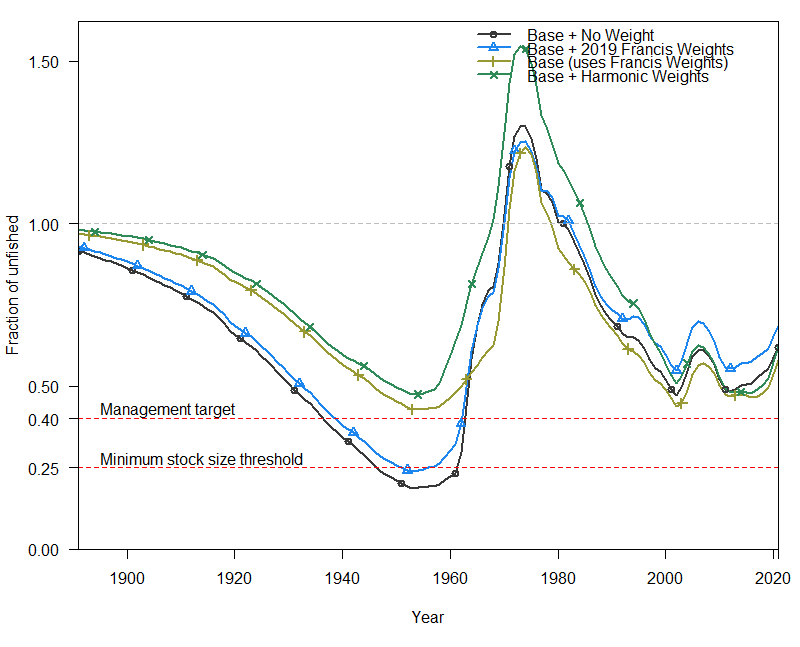 Base + No Weight
Base + 2019 Francis Weights
Base (uses Francis Weights)
Base + Harmonic Weights
1.50
1.00
0.50
0.40
0.25
0.00
Fraction of unfished
Management target
Minimum stock size threshold
1900 1920 1940 1960 1980 2000 2020
Year